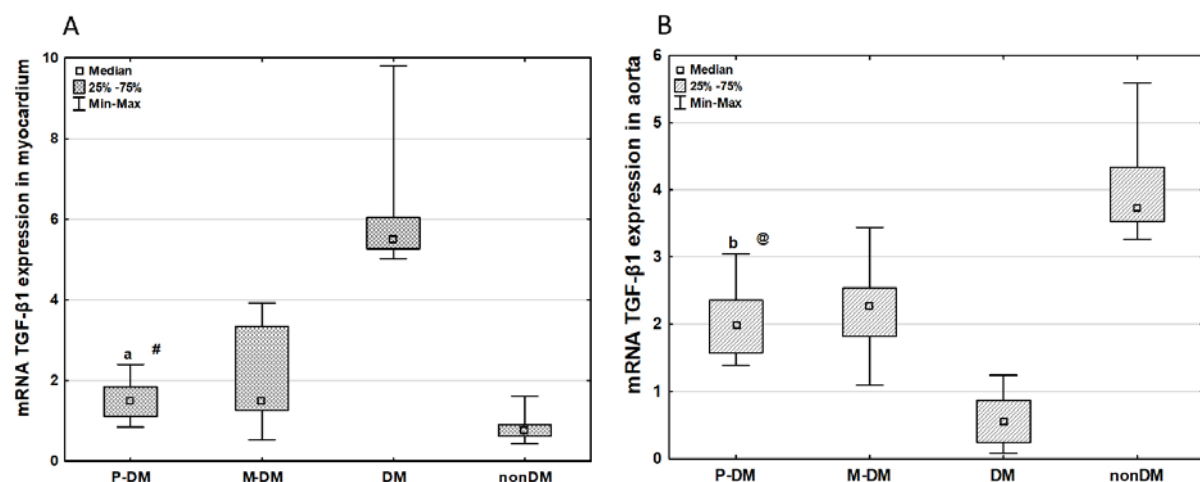 A
mRNA TGF-β1 expression in myocardium
10
8
6
4
2
0
Median
25% -75%
Min-Max
a #
P-DM M-DM DM nonDM
B
mRNA TGF-β1 expression in aorta
6
5
4
3
2
1
0
Median
25% -75%
Min-Max
b @
P-DM M-DM DM nonDM